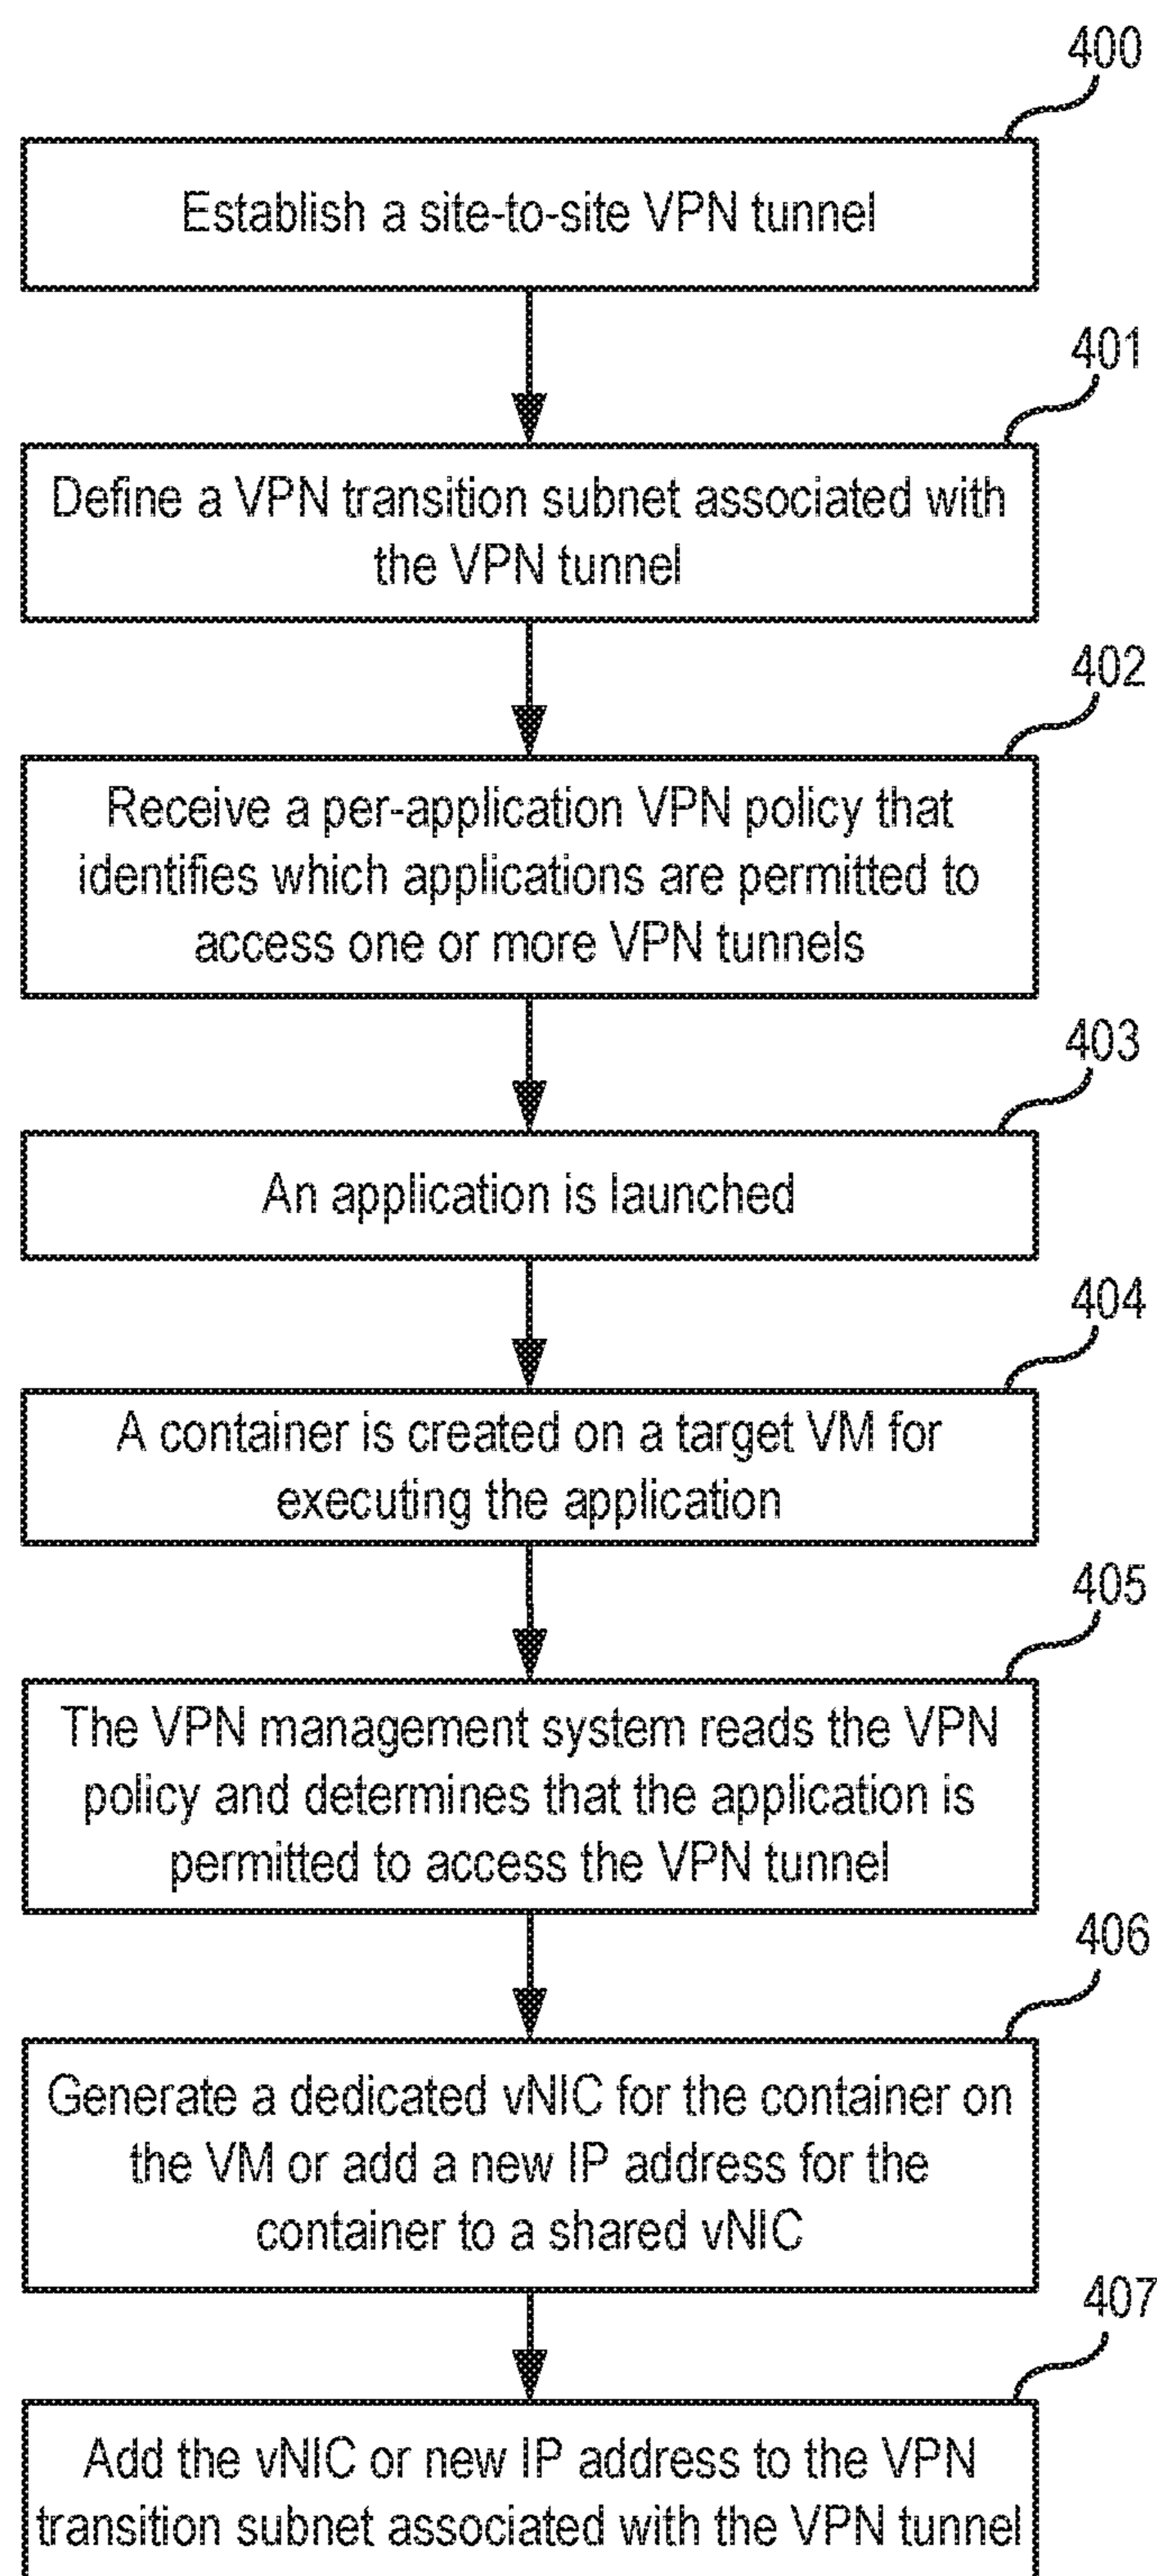 400
Establish a site-to-site VPN tunnel
401
Define a VPN transition subnet associated with
the VPN tunnel
402
Receive a per-application VPN policy that
identifies which applications are permitted to
access one or more VPN tunnels
403
An application is launched
404
A container is created on a target VM for
executing the application
405
The VPN management system reads the VPN
policy and determines that the application is
permitted to access the VPN tunnel
406
Generate a dedicated vNIC for the container on
the VM or add a new IP address for the
container to a shared vNIC
407
Add the vNIC or new IP address to the VPN
transition subnet associated with the VPN tunnel